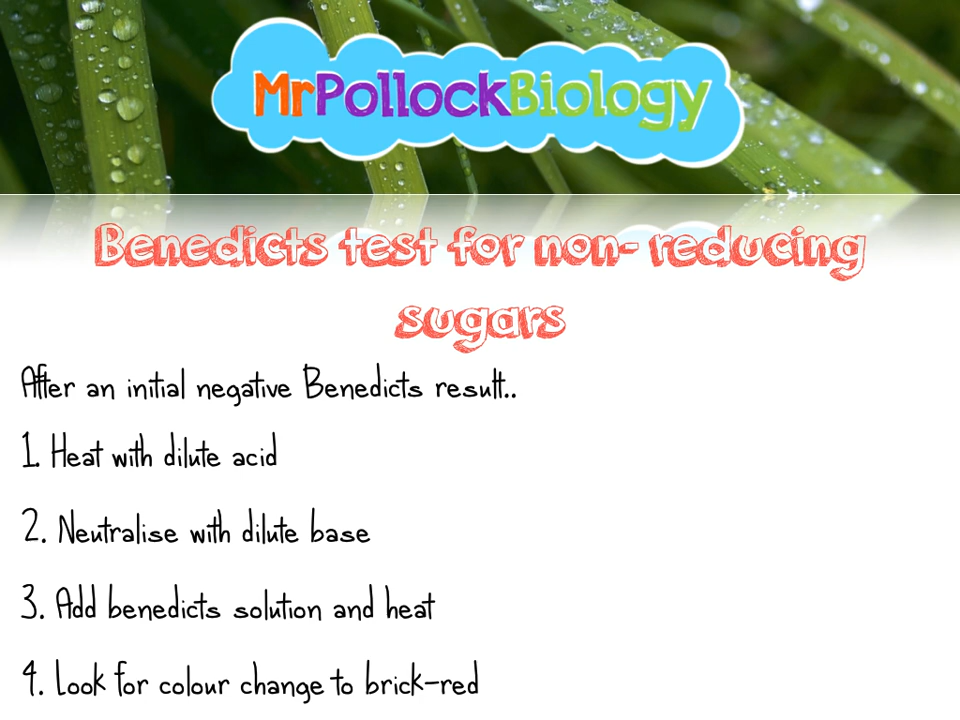 MrPollockBiology
Benedicts test for non- reducing
sugars
After an initial negative Benedicts result..
1. Heat with dilute acid
2. Neutralise with dilute base
3. Add benedicts solution and heat
4. Look for colour change to brick-red